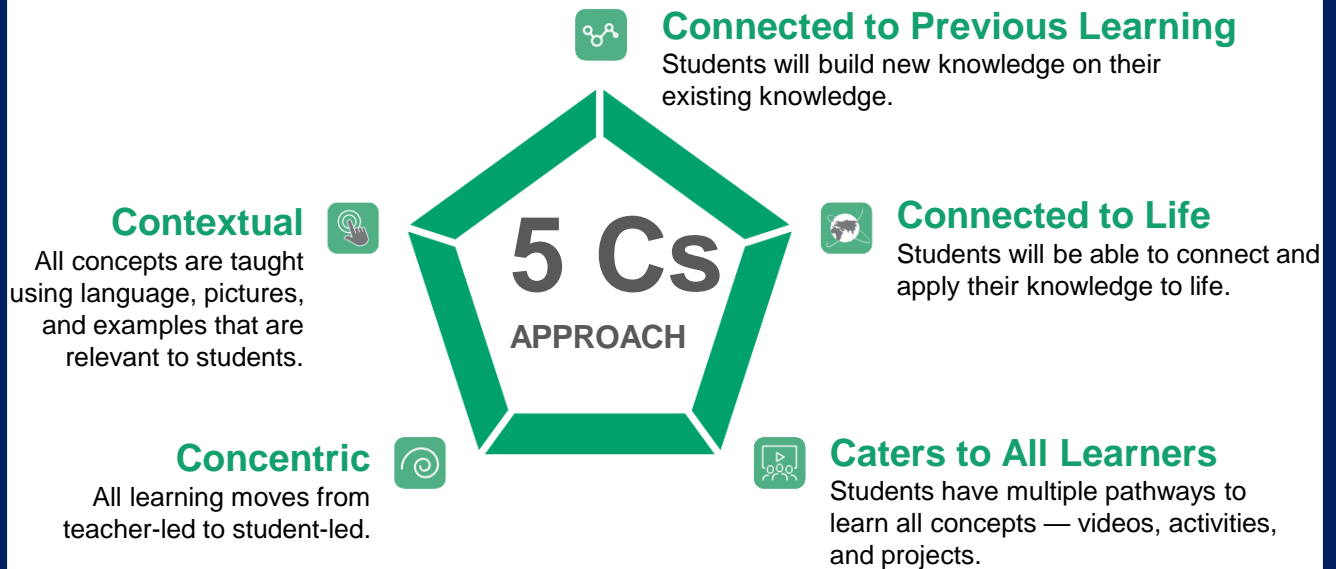 Connected to Previous Learning
Students will build new knowledge on their
existing knowledge.
Contextual
All concepts are taught
using language, pictures,
and examples that are
relevant to students.
5 Cs
APPROACH
Connected to Life
Students will be able to connect and
apply their knowledge to life.
Concentric
All learning moves from
teacher-led to student-led.
Caters to All Learners
Students have multiple pathways to
learn all concepts — videos, activities,
and projects.